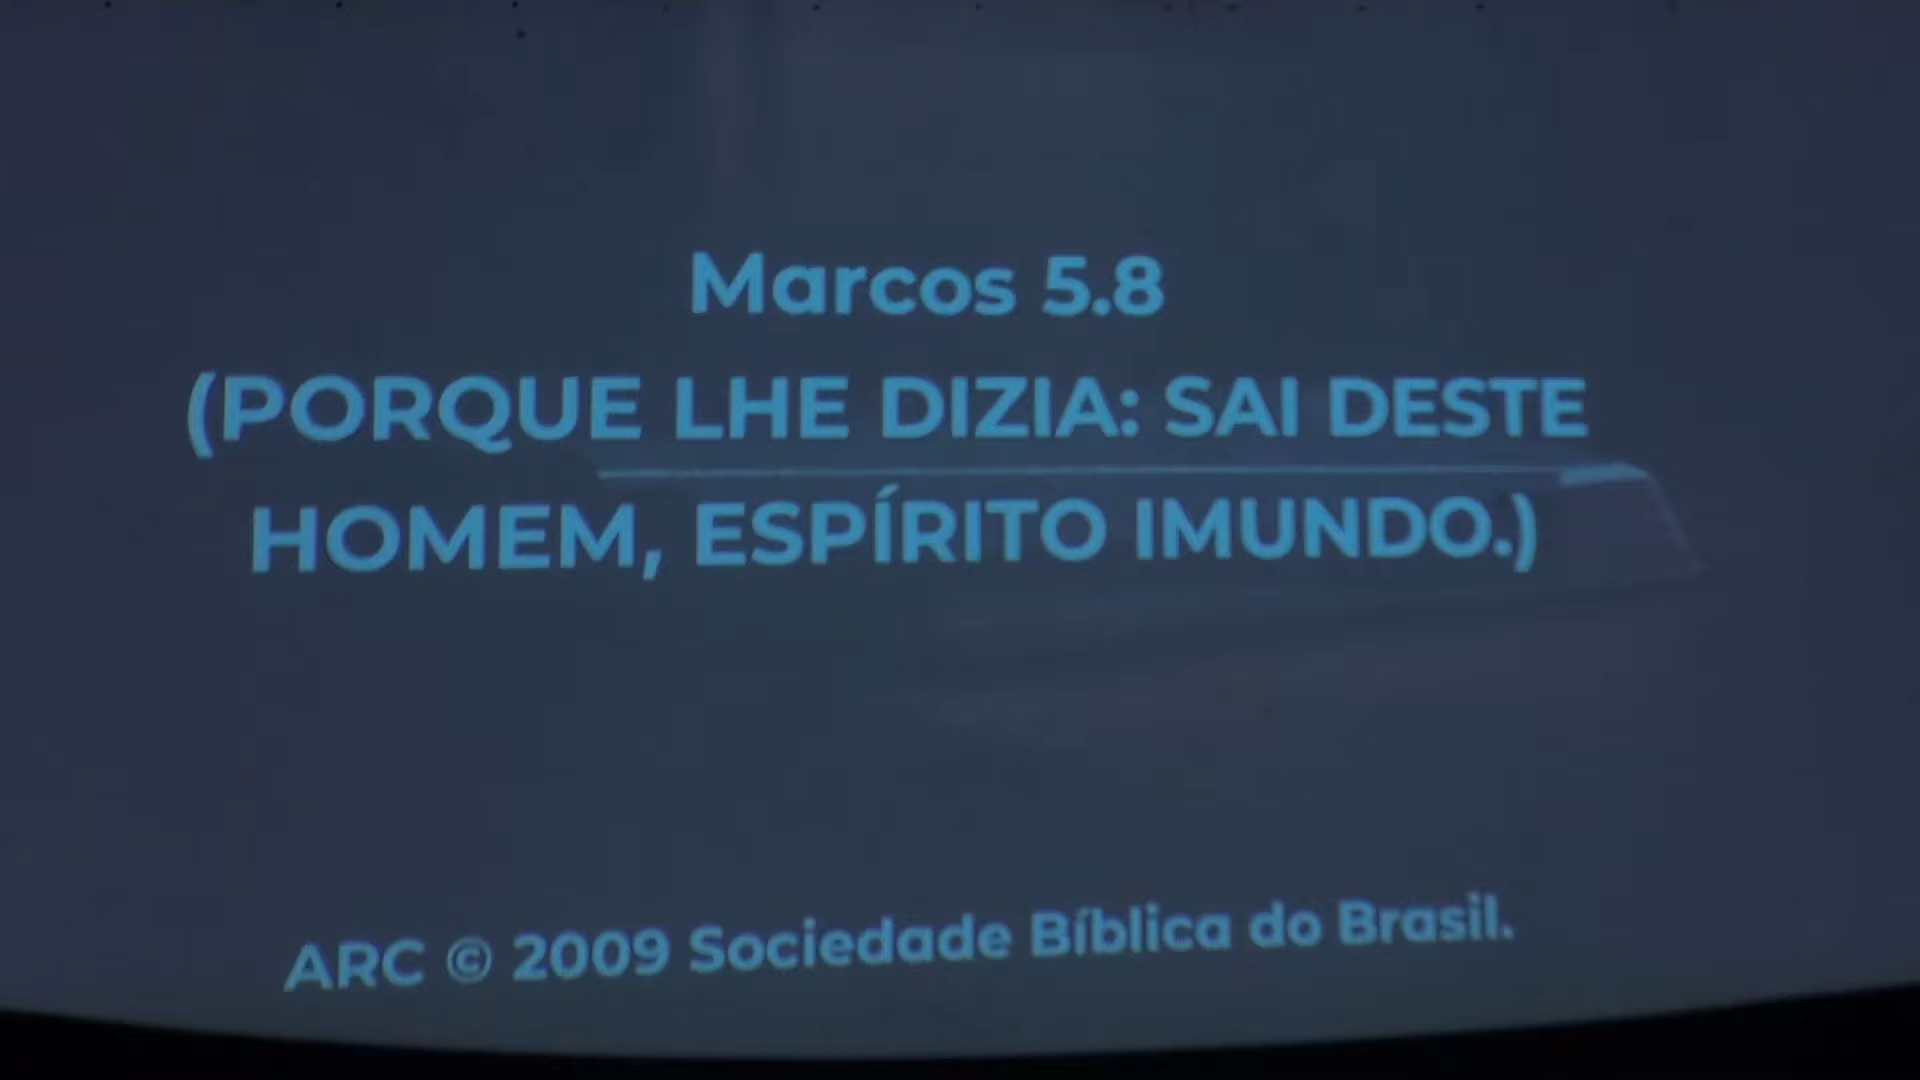 Marcos 5.8
(PORQUE LHE DIZIA: SAI DESTE
HOMEM, ESPÍRITO IMUNDO.)
ARC © 2009 Sociedade Bíblica do Brasil.